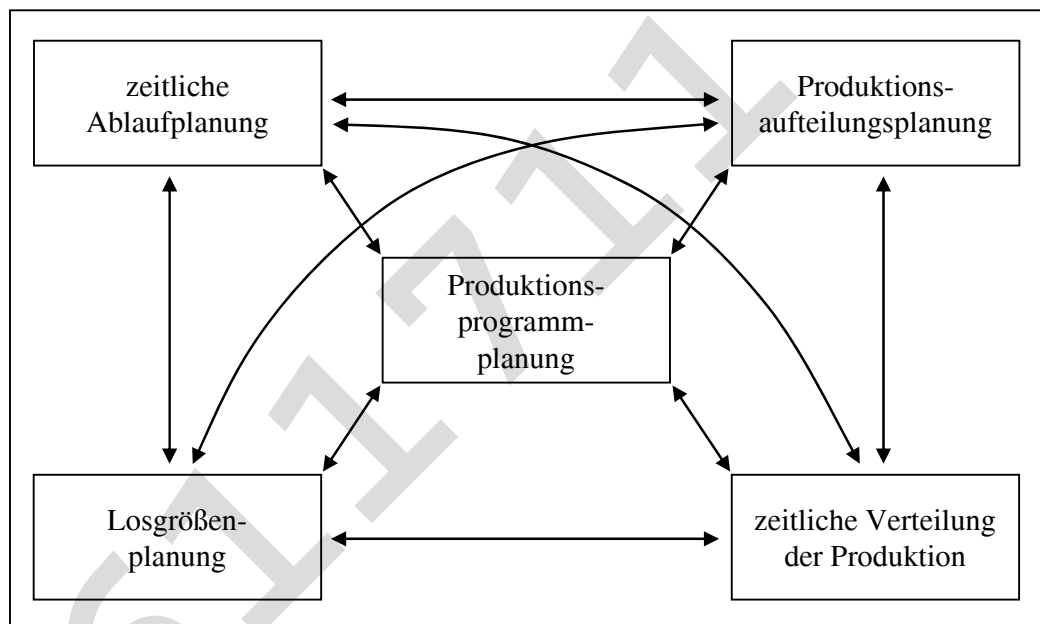 zeitliche
Ablaufplanung
Produktions-
aufteilungsplanung
Produktions-
programm-
planung
Losgrößen-
planung
zeitliche Verteilung
der Produktion